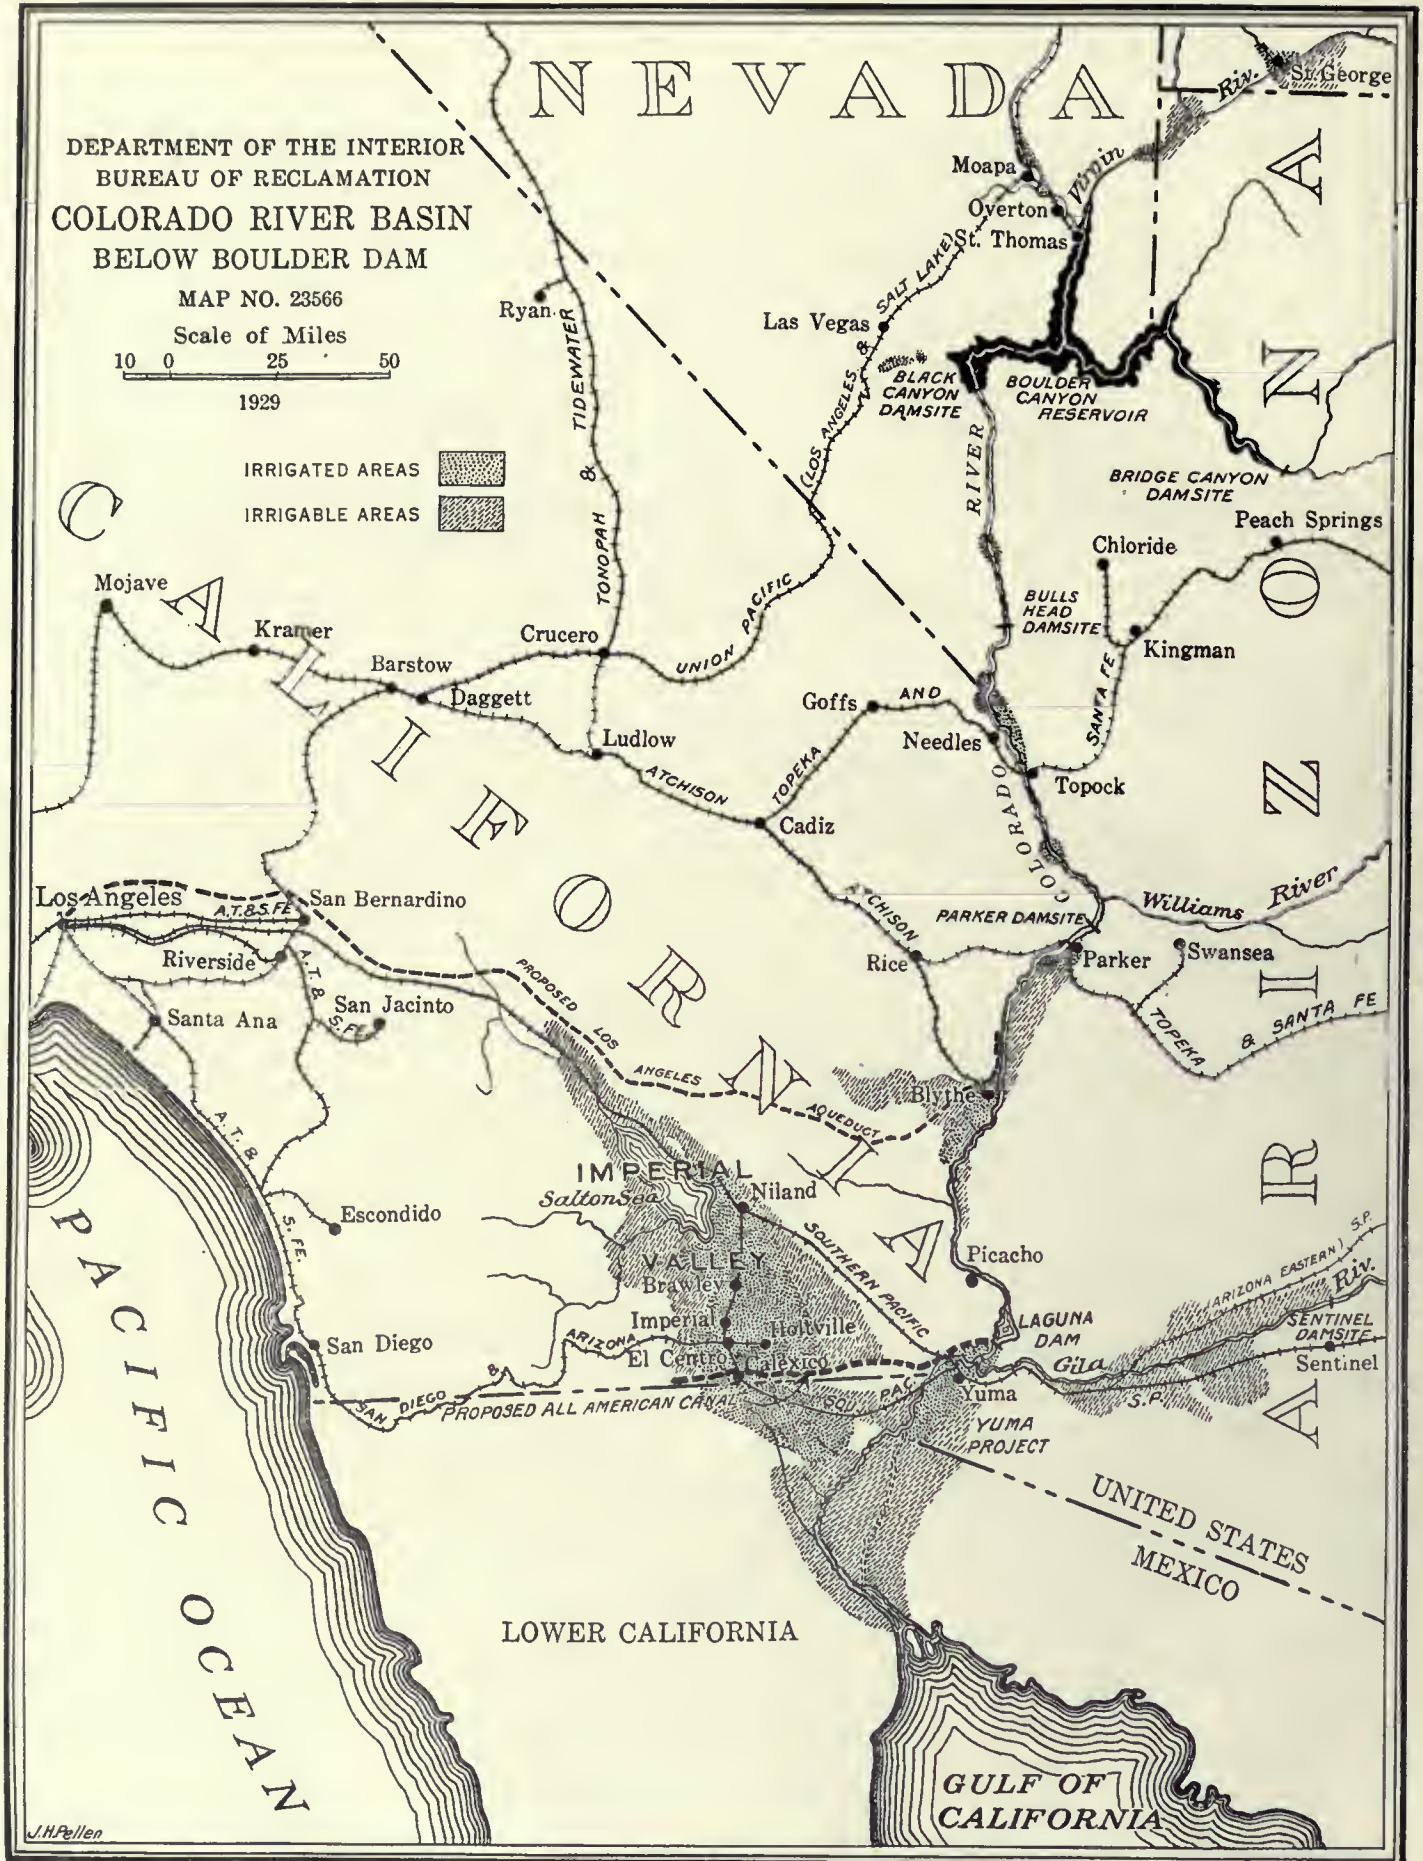 NEVADA
DEPARTMENT OF THE INTERIOR
BUREAU OF RECLAMATION
COLORADO RIVER BASIN
BELOW BOULDER DAM
MAP NO. 23566
Scale of Miles
10 0 25 50
1929
IRRIGATED AREAS
IRRIGABLE AREAS
St. George
Virgin Riv.
Moapa
Overton
St. Thomas
Las Vegas
Ryan
TONOPAH & TIDEWATER
UNION PACIFIC (LOS ANGELES & SALT LAKE)
BLACK
CANYON
DAMSITE
BOULDER
CANYON
RESERVOIR
BRIDGE CANYON
DAMSITE
Peach Springs
Chloride
BULLS
HEAD
DAMSITE
Kingman
SANTA FE
ARIZONA
CALIFORNIA
Mojave
Kramer
Barstow
Daggett
Crucero
Ludlow
Goffs
AND
Needles
Topock
ATCHISON
TOPEKA
Cadiz
COLORADO RIVER
Williams River
Los Angeles
A.T.&S.FE
San Bernardino
Riverside
A.T.&
S.FE
San Jacinto
Santa Ana
ATCHISON
PARKER DAMSITE
Rice
Parker
Swansea
TOPEKA & SANTA FE
PROPOSED LOS ANGELES AQUEDUCT
Blythe
A.T.&
S. FE.
Escondido
IMPERIAL
VALLEY
Salton Sea
Niland
Brawley
Imperial
Holtville
El Centro
Calexico
SOUTHERN PACIFIC
Picacho
LAGUNA
DAM
(ARIZONA EASTERN) S.P.
Gila Riv.
SENTINEL
DAMSITE
Sentinel
S.P.
San Diego
SAN DIEGO & ARIZONA
PROPOSED ALL AMERICAN CANAL
SOU. PAC.
Yuma
YUMA
PROJECT
UNITED STATES
MEXICO
PACIFIC OCEAN
LOWER CALIFORNIA
GULF OF
CALIFORNIA
J.H.Pellen